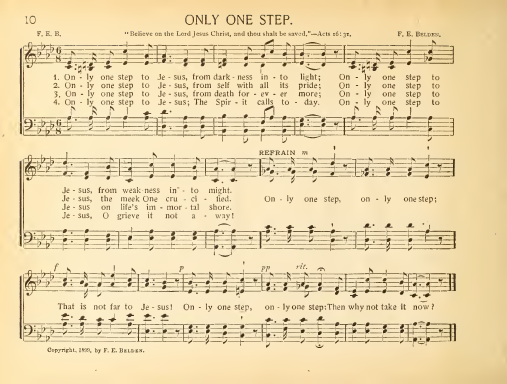 10
ONLY ONE STEP.
F. E. B.
"Believe on the Lord Jesus Christ, and thou shalt be saved."—Acts 16: 31,
F. E. BELDEN.
1. On - ly one step to Je - sus, from dark - ness in - to light; On - ly one step to
2. On - ly one step to Je - sus, from self with all its pride; On - ly one step to
3. On - ly one step to Je - sus, from death for - ev - er more; On - ly one step to
4. On - ly one step to Je - sus; The Spir - it calls to - day. On - ly one step to
REFRAIN m
Je - sus, from weak ness in - to might.
Je - sus, the meek One cru - ci - fied. On - ly one step, on - ly one step;
Je - sus on life's im - mor - tal shore.
Je - sus, O grieve it not a - way!
f p pp rit.
That is not far to Je - sus! On - ly one step, on - ly one step: Then why not take it now?
Copyright, 1899, by F. E. BELDEN.